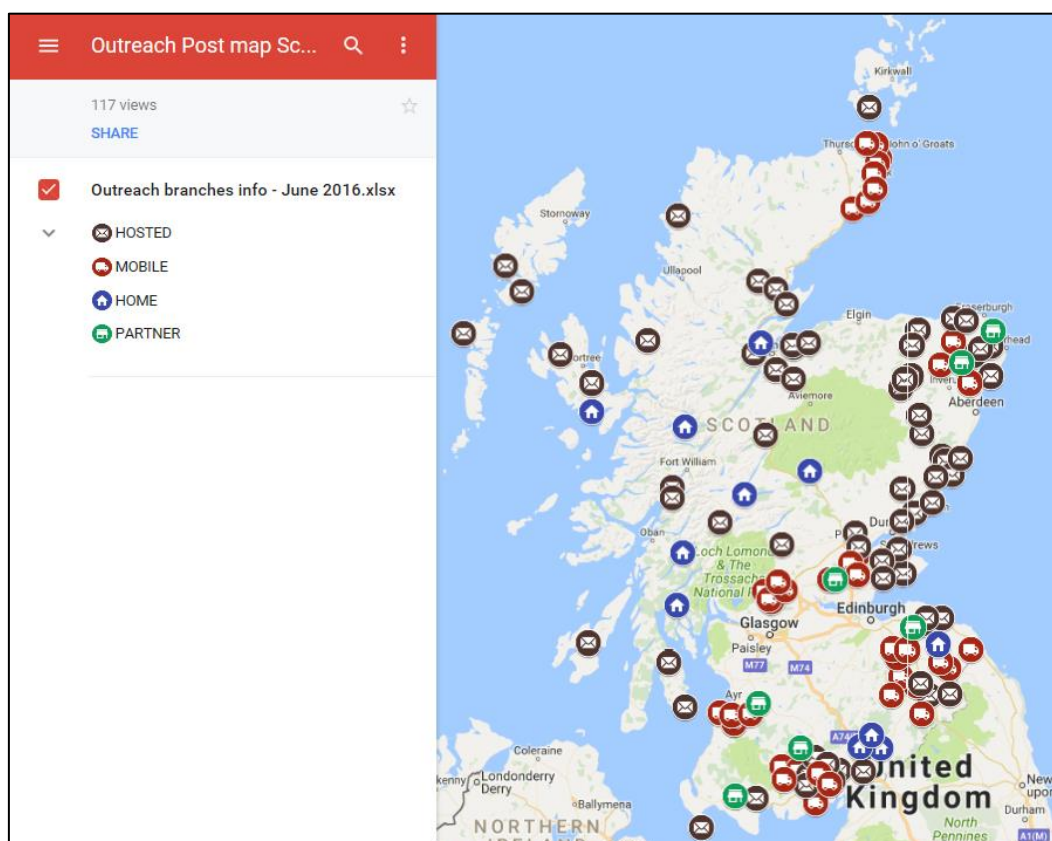 Outreach Post map Sc...
117 views
SHARE
Outreach branches info - June 2016.xlsx
HOSTED
MOBILE
HOME
PARTNER
Kirkwall
John o' Groats
Stornoway
Ullapool
Elgin
Fraserburgh
Aviemore
Aberdeen
SCOTLAND
Fort William
Oban
Loch Lomond
& The
Trossachs
National
Edinburgh
Glasgow
Paisley
M77
M74
Ayr
Coleraine
Londonderry
Derry
Ballymena
NORTHERN
United
Kingdom
Durham
North
Pennines
A1(M)